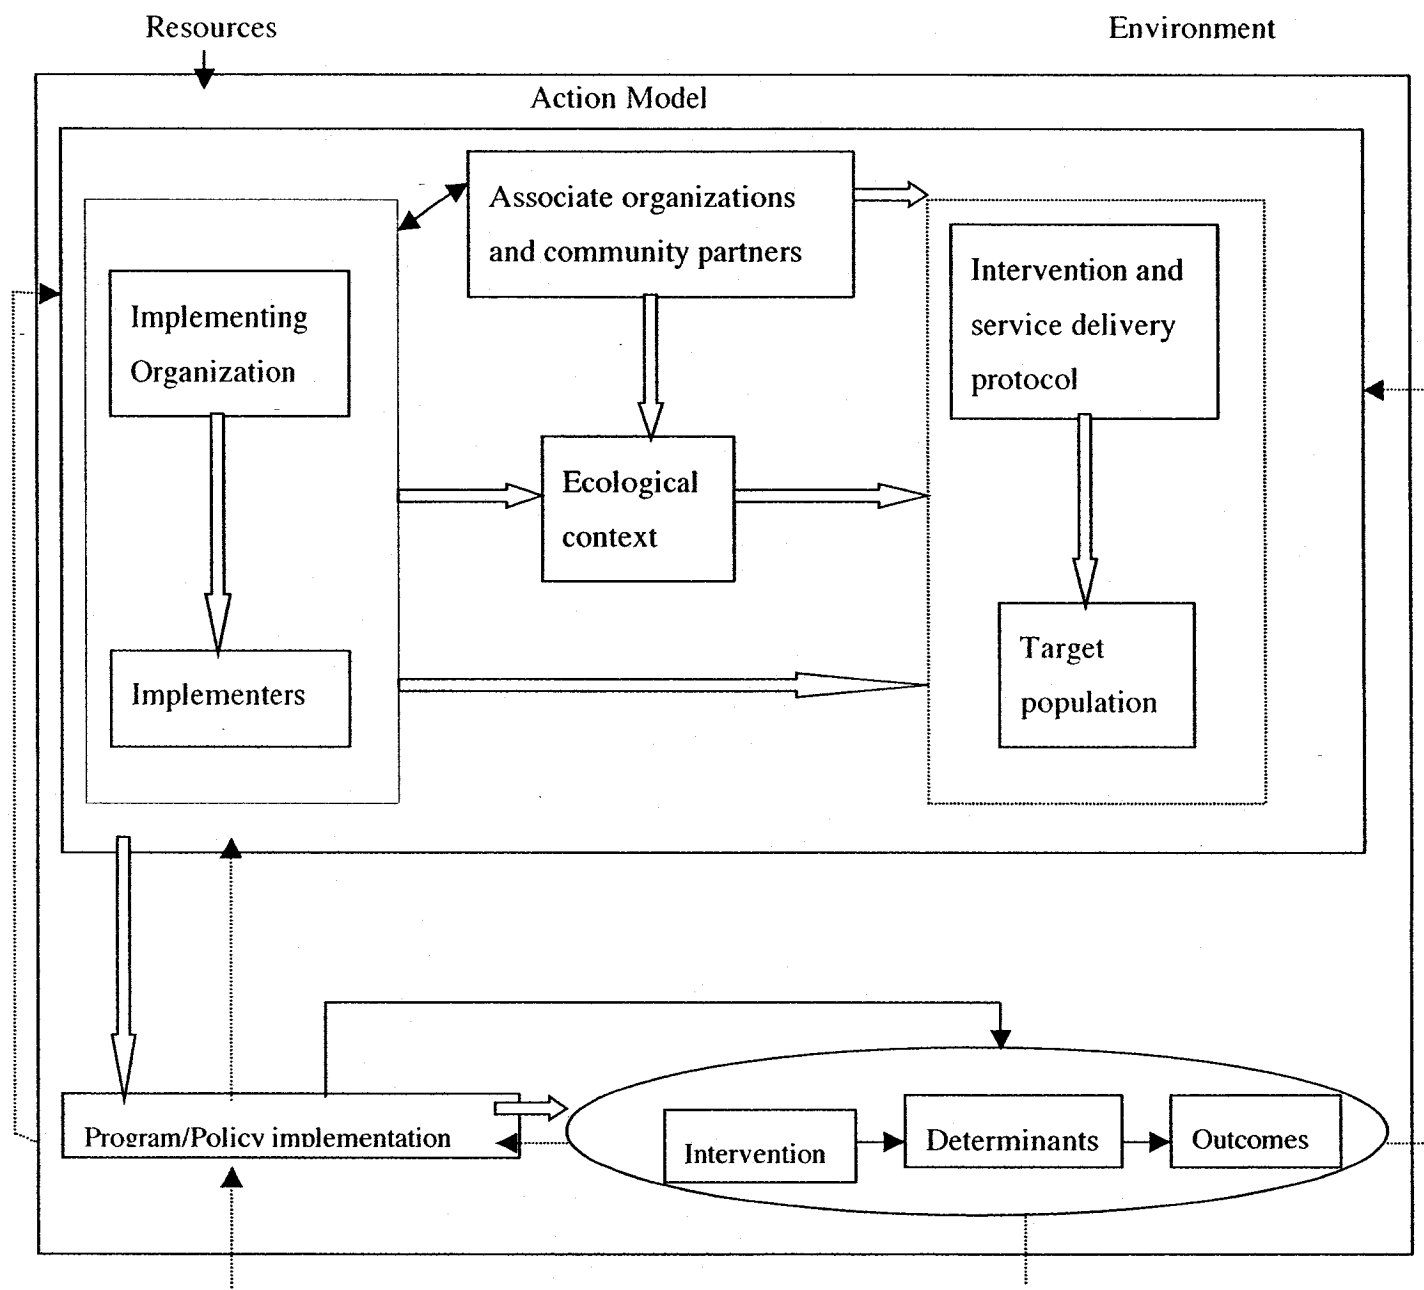 Resources
Environment
Action Model
Associate organizations
and community partners
Implementing
Organization
Intervention and
service delivery
protocol
Ecological
context
Implementers
Target
population
Program/Policy implementation
Intervention
Determinants
Outcomes